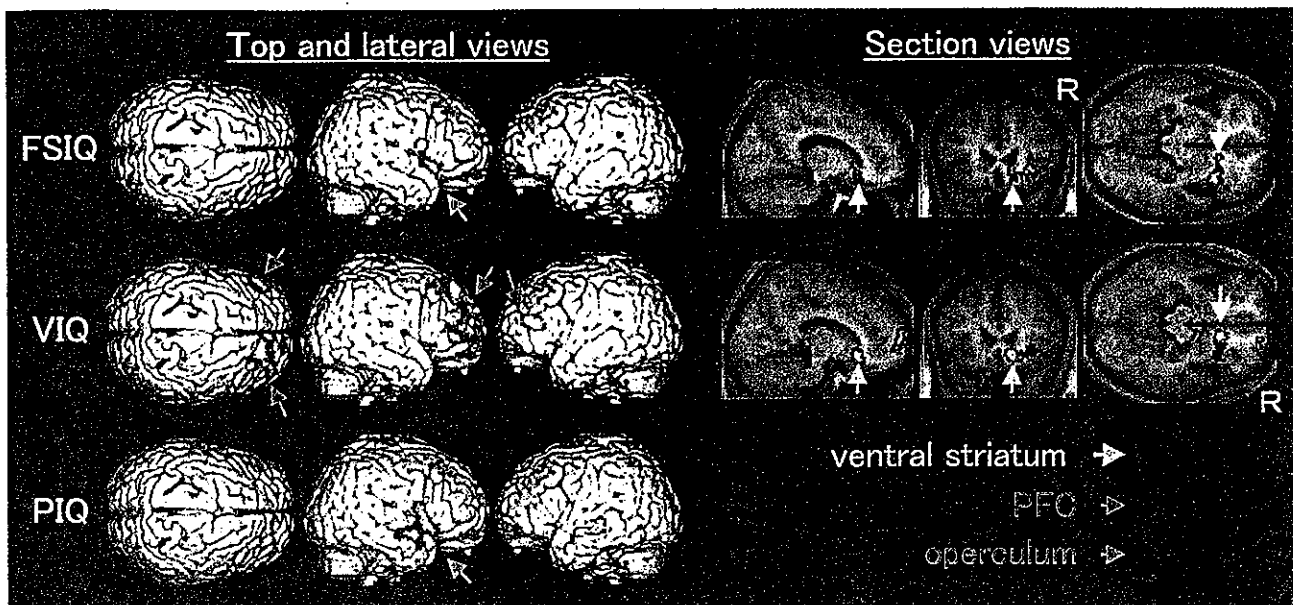 Top and lateral views
Section views
R
FSIQ
VIQ
R
PIQ
ventral striatum
PFC
operculum